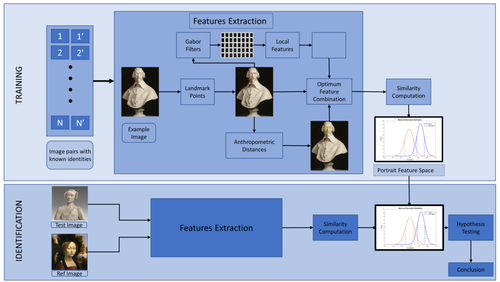 TRAINING
1 1'
2 2'
N N'
Image pairs with
known identities
Features Extraction
Gabor
Filters
Local
Features
Example
Image
Landmark
Points
Anthropometric
Distances
Optimum
Feature
Combination
Similarity
Computation
Portrait Feature Space
IDENTIFICATION
Test Image
Ref Image
Features Extraction
Similarity
Computation
Hypothesis
Testing
Conclusion